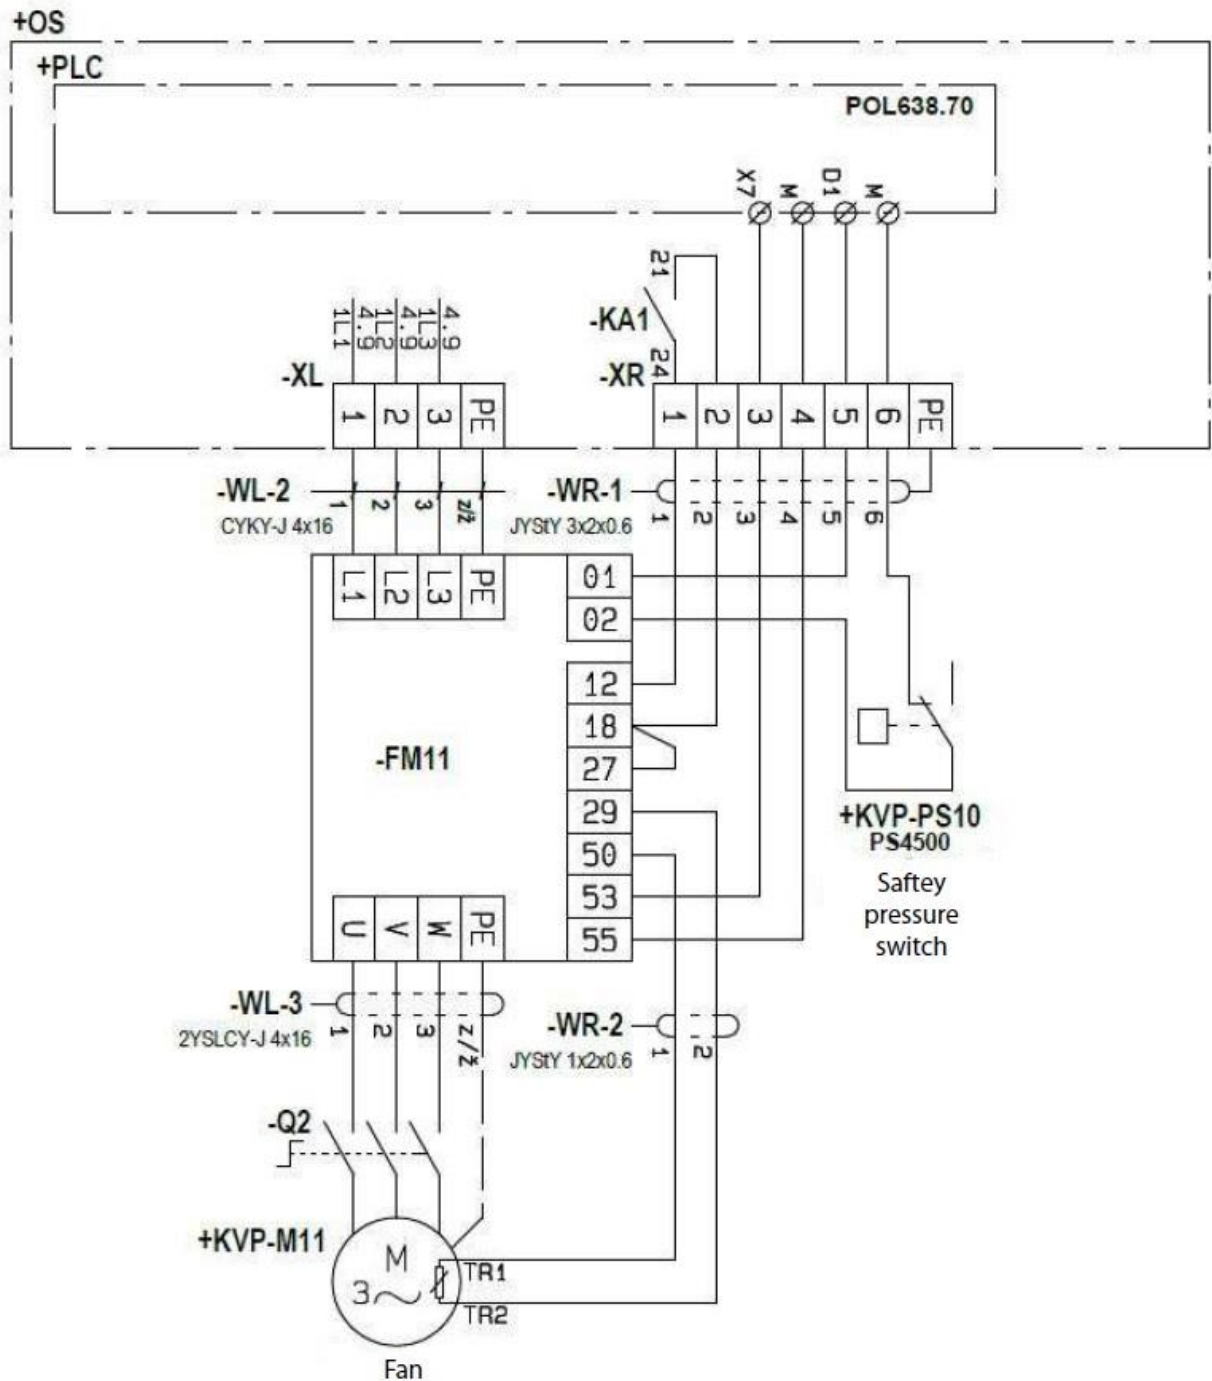 +OS
+PLC
POL638.70
X7 M D1 M
21
-KA1
24
1L1 4.9 1L2 4.9 1L3 4.9
-XL
1 2 3 PE
-XR
1 2 3 4 5 6 PE
-WL-2
CYKY-J 4x16
1 2 3 z/ž
-WR-1
JYStY 3x2x0.6
1 2 3 4 5 6
L1 L2 L3 PE
01
02
12
18
27
29
50
53
55
-FM11
+KVP-PS10
PS4500
Saftey
pressure
switch
U V W PE
-WL-3
2YSLCY-J 4x16
1 2 3 z/ž
-WR-2
JYStY 1x2x0.6
1 2
-Q2
+KVP-M11
M
3
TR1
TR2
Fan